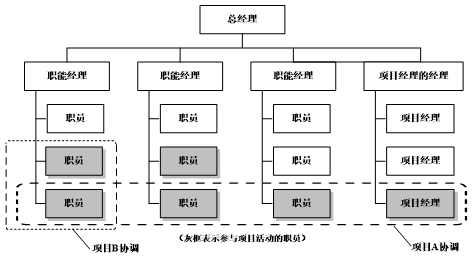 总经理
职能经理 职能经理 职能经理 项目经理的经理
职员 职员 职员 项目经理
职员 职员 职员 项目经理
职员 职员 职员 项目经理
（灰框表示参与项目活动的职员）
项目B协调 项目A协调